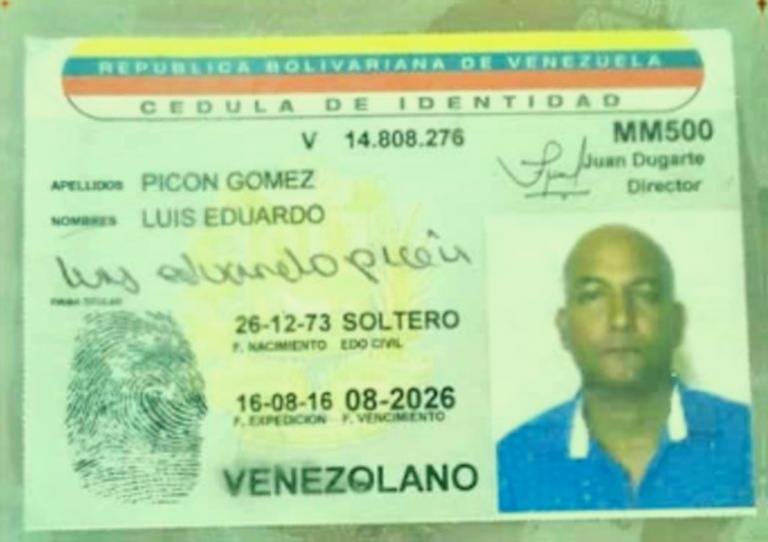 REPUBLICA BOLIVARIANA DE VENEZUELA
CEDULA DE IDENTIDAD
V 14.808.276 MM500
Juan Dugarte
Director
APELLIDOS PICON GOMEZ
NOMBRES LUIS EDUARDO
luis eduardo picón
FIRMA TITULAR
26-12-73 SOLTERO
F. NACIMIENTO EDO CIVIL
16-08-16 08-2026
F. EXPEDICION F. VENCIMIENTO
VENEZOLANO